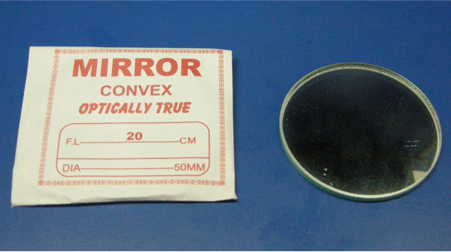 MIRROR
CONVEX
OPTICALLY TRUE
F.L------------20------------CM
DIA------------------------50MM